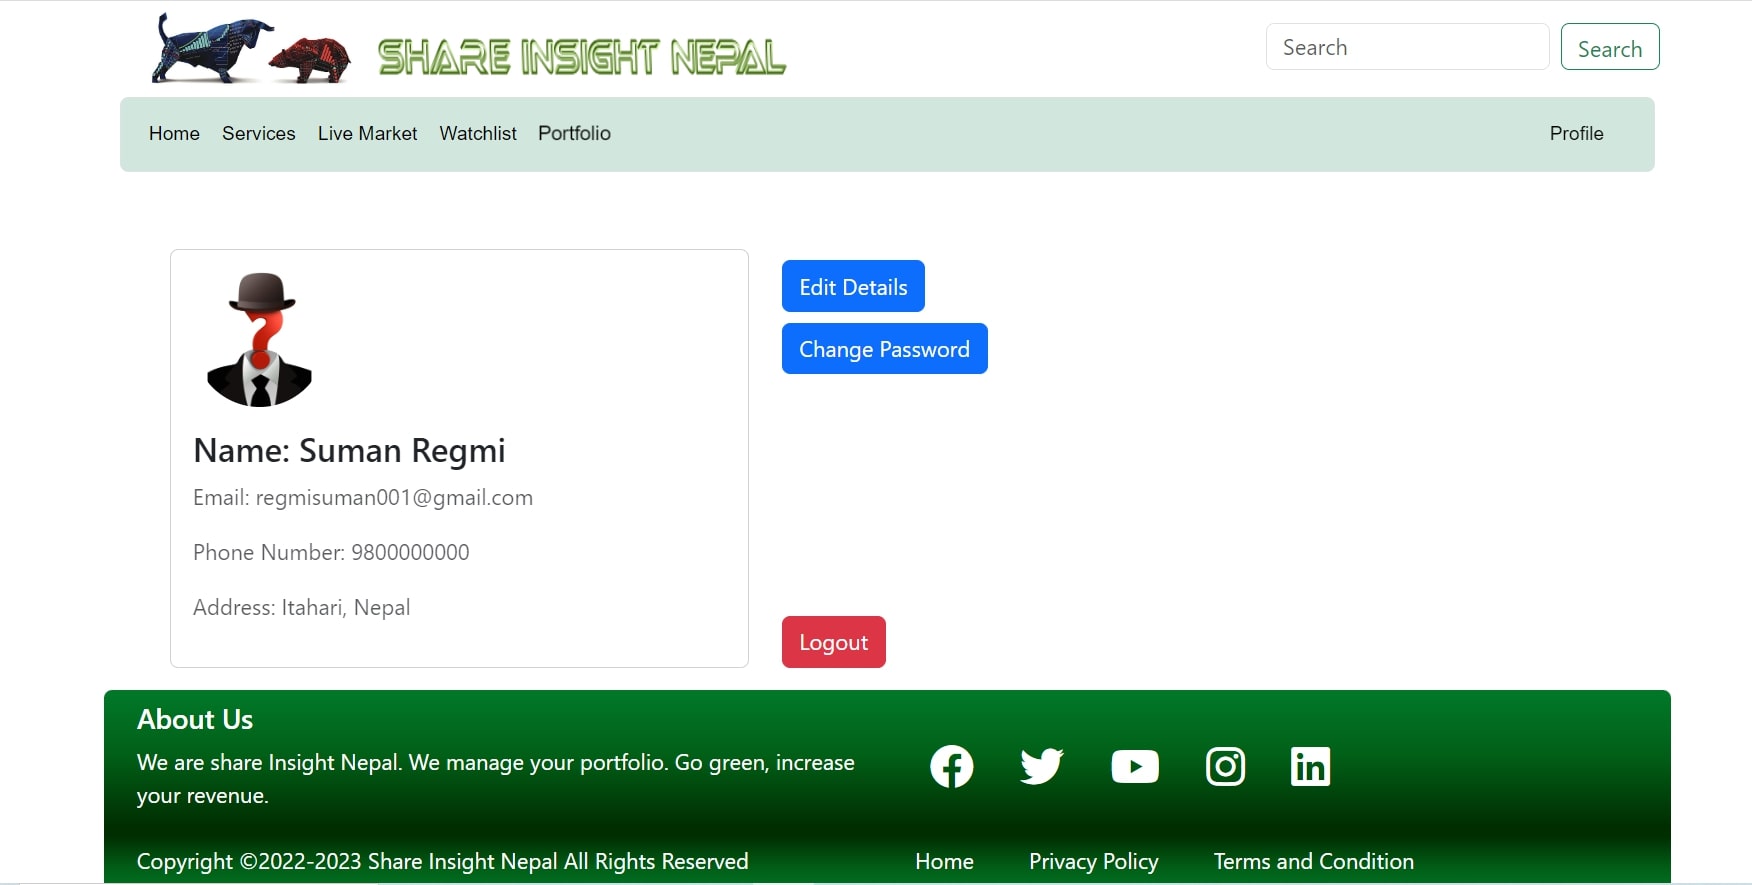 SHARE INSIGHT NEPAL
Search
Search
Home Services Live Market Watchlist Portfolio Profile
?
Name: Suman Regmi
Email: regmisuman001@gmail.com
Phone Number: 9800000000
Address: Itahari, Nepal
Edit Details
Change Password
Logout
About Us
We are share Insight Nepal. We manage your portfolio. Go green, increase
your revenue.
Copyright ©2022-2023 Share Insight Nepal All Rights Reserved
Home Privacy Policy Terms and Condition